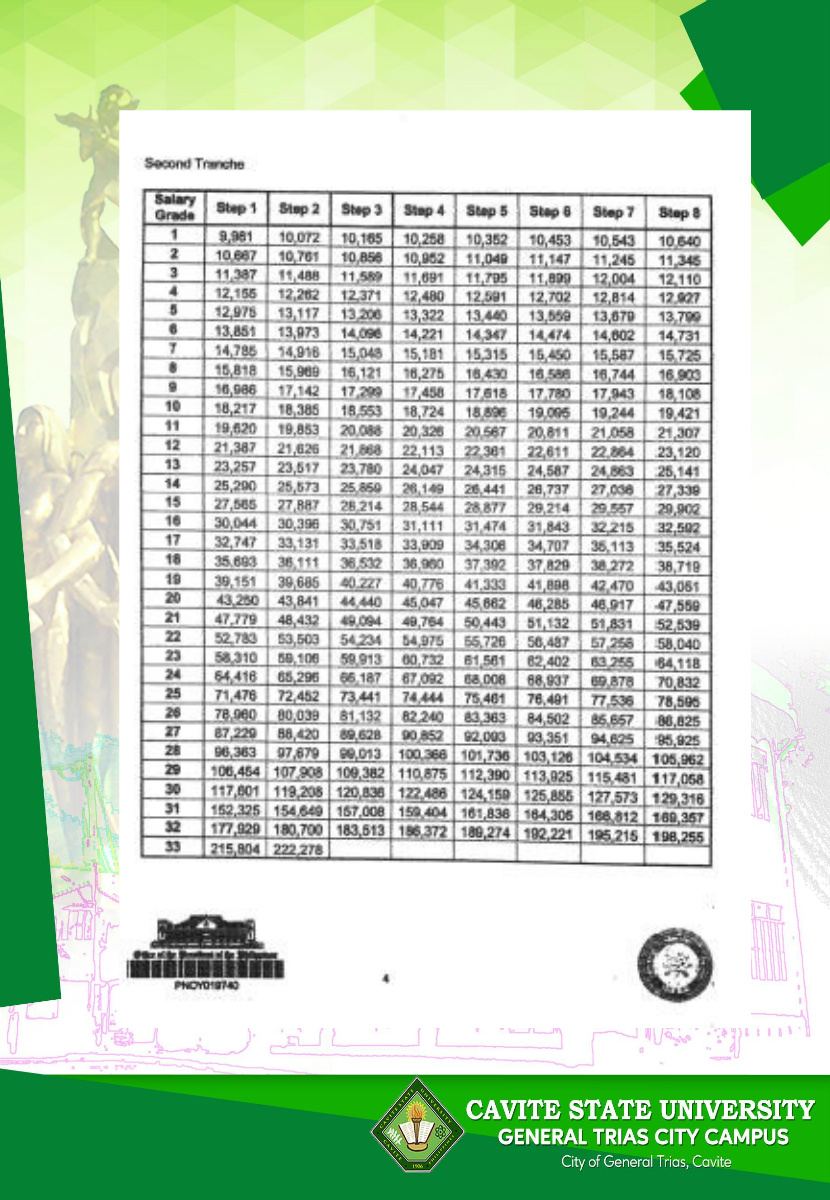 Second Tranche
Salary Grade Step 1 Step 2 Step 3 Step 4 Step 5 Step 6 Step 7 Step 8
1 9,981 10,072 10,165 10,258 10,352 10,453 10,543 10,640
2 10,667 10,761 10,856 10,952 11,049 11,147 11,245 11,345
3 11,387 11,488 11,589 11,691 11,795 11,899 12,004 12,110
4 12,155 12,262 12,371 12,480 12,591 12,702 12,814 12,927
5 12,975 13,117 13,206 13,322 13,440 13,559 13,679 13,799
6 13,851 13,973 14,096 14,221 14,347 14,474 14,602 14,731
7 14,785 14,916 15,048 15,181 15,315 15,450 15,587 15,725
8 15,818 15,969 16,121 16,275 16,430 16,586 16,744 16,903
9 16,986 17,142 17,299 17,458 17,618 17,780 17,943 18,108
10 18,217 18,385 18,553 18,724 18,896 19,095 19,244 19,421
11 19,620 19,853 20,088 20,326 20,567 20,811 21,058 21,307
12 21,387 21,626 21,868 22,113 22,361 22,611 22,864 23,120
13 23,257 23,517 23,780 24,047 24,315 24,587 24,863 25,141
14 25,290 25,573 25,859 26,149 26,441 26,737 27,036 27,339
15 27,565 27,887 28,214 28,544 28,877 29,214 29,557 29,902
16 30,044 30,396 30,751 31,111 31,474 31,843 32,215 32,592
17 32,747 33,131 33,518 33,909 34,306 34,707 35,113 35,524
18 35,693 36,111 36,532 36,960 37,392 37,829 38,272 38,719
19 39,151 39,685 40,227 40,776 41,333 41,898 42,470 43,051
20 43,250 43,841 44,440 45,047 45,662 46,285 46,917 47,559
21 47,779 48,432 49,094 49,764 50,443 51,132 51,831 52,539
22 52,783 53,503 54,234 54,975 55,726 56,487 57,258 58,040
23 58,310 59,106 59,913 60,732 61,561 62,402 63,255 64,118
24 64,416 65,296 66,187 67,092 68,008 68,937 69,878 70,832
25 71,476 72,452 73,441 74,444 75,461 76,491 77,536 78,595
26 78,960 80,039 81,132 82,240 83,363 84,502 85,657 86,825
27 87,229 88,420 89,628 90,852 92,093 93,351 94,625 95,925
28 96,363 97,679 99,013 100,366 101,736 103,126 104,534 105,962
29 106,454 107,908 109,382 110,875 112,390 113,925 115,481 117,058
30 117,601 119,208 120,836 122,486 124,159 125,855 127,573 129,316
31 152,325 154,649 157,008 159,404 161,836 164,305 166,812 169,357
32 177,929 180,700 183,513 186,372 189,274 192,221 195,215 198,255
33 215,804 222,278
Office of the President of the Philippines
PNOY019740
4
CAVITE STATE UNIVERSITY
GENERAL TRIAS CITY CAMPUS
City of General Trias, Cavite